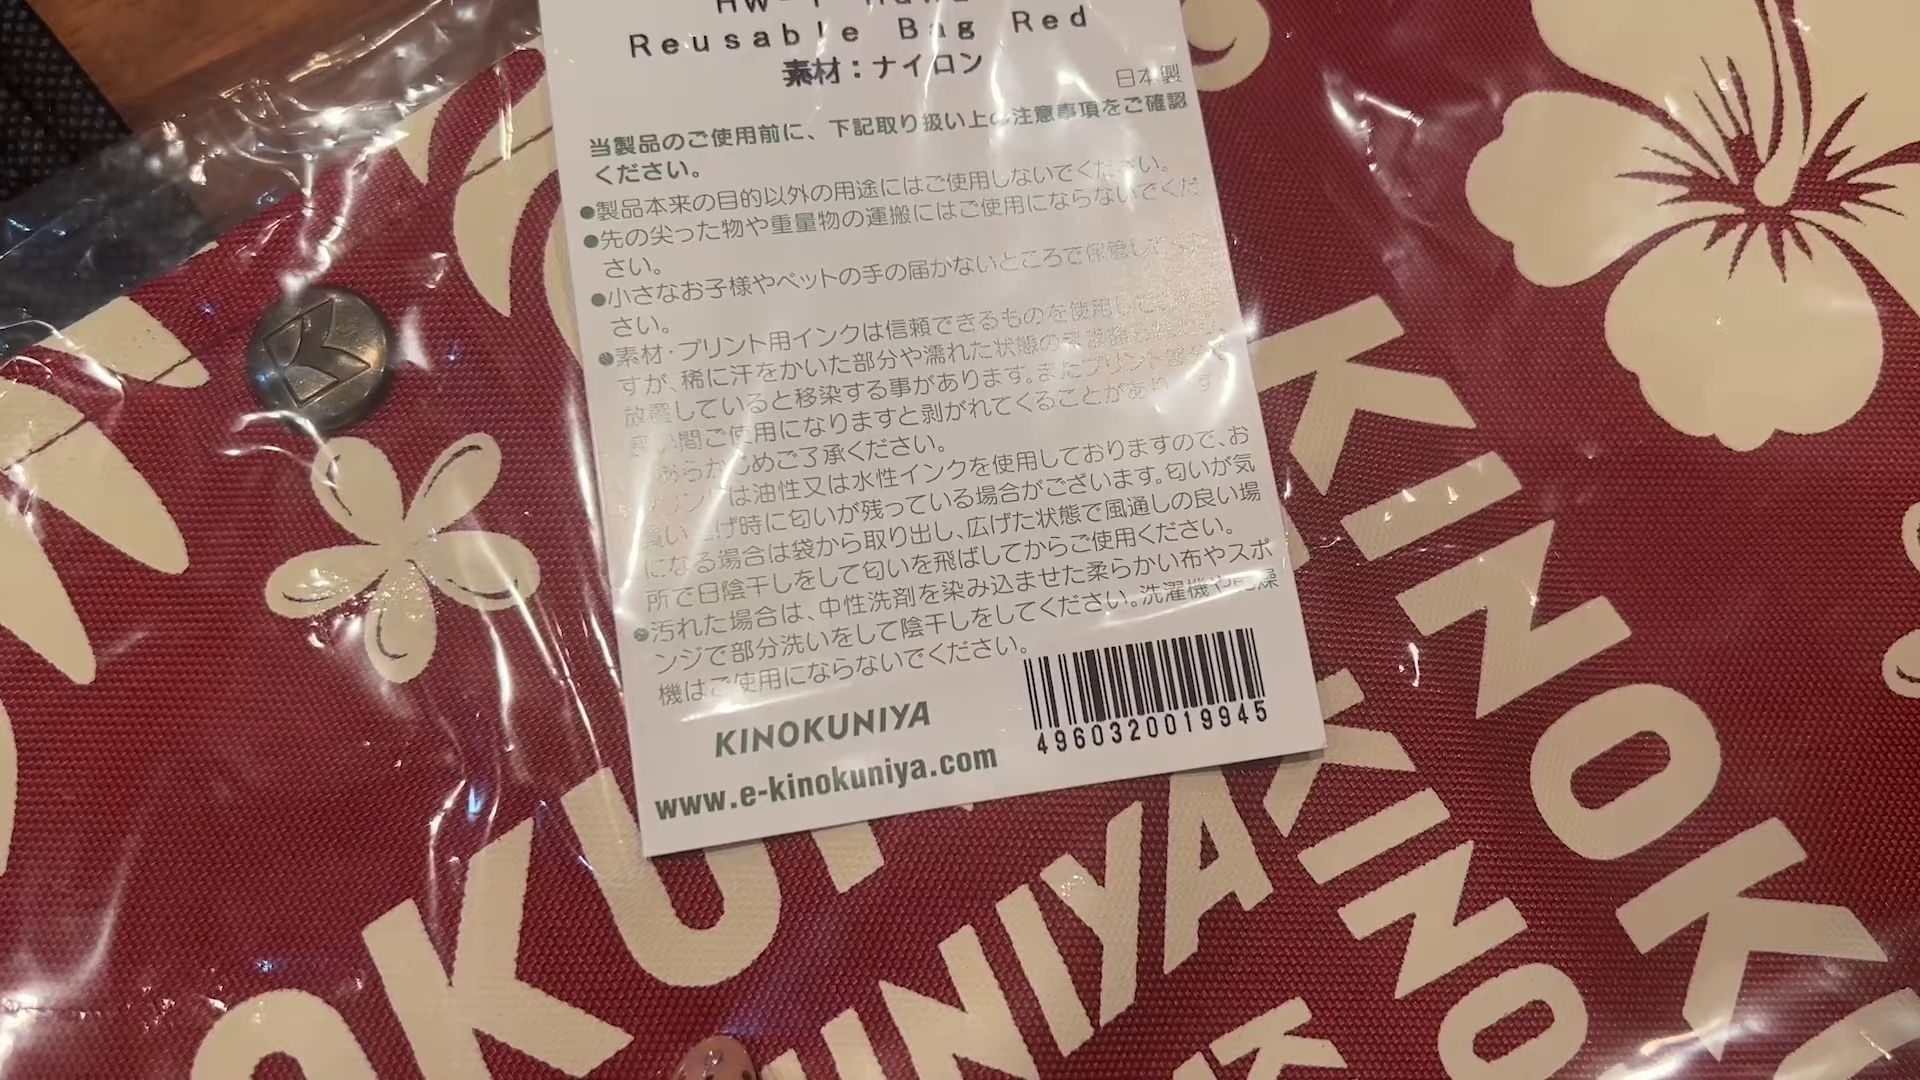 Reusable Bag Red
素材：ナイロン
日本製
当製品のご使用前に、下記取り扱い上の注意事項をご確認
ください。
●製品本来の目的以外の用途にはご使用しないでください。
●先の尖った物や重量物の運搬にはご使用にならないでくだ
さい。
●小さなお子様やペットの手の届かないところで保管して
さい。
●素材・プリント用インクは信頼できるものを使用して
すが、稀に汗をかいた部分や濡れた状態の
放置していると移染する事があります。またプリント
間ご使用になりますと剥がれてくることがあり
あらかじめご了承ください。
プリントは油性又は水性インクを使用しておりますので、お
買い上げ時に匂いが残っている場合がございます。匂いが気
になる場合は袋から取り出し、広げた状態で風通しの良い場
所で日陰干しをして匂いを飛ばしてからご使用ください。
●汚れた場合は、中性洗剤を染み込ませた柔らかい布やスポ
ンジで部分洗いをして陰干しをしてください。洗濯機や乾燥
機はご使用にならないでください。
KINOKUNIYA
www.e-kinokuniya.com
4960320019945
KINOK
KINO
OKU
UNIYA
K